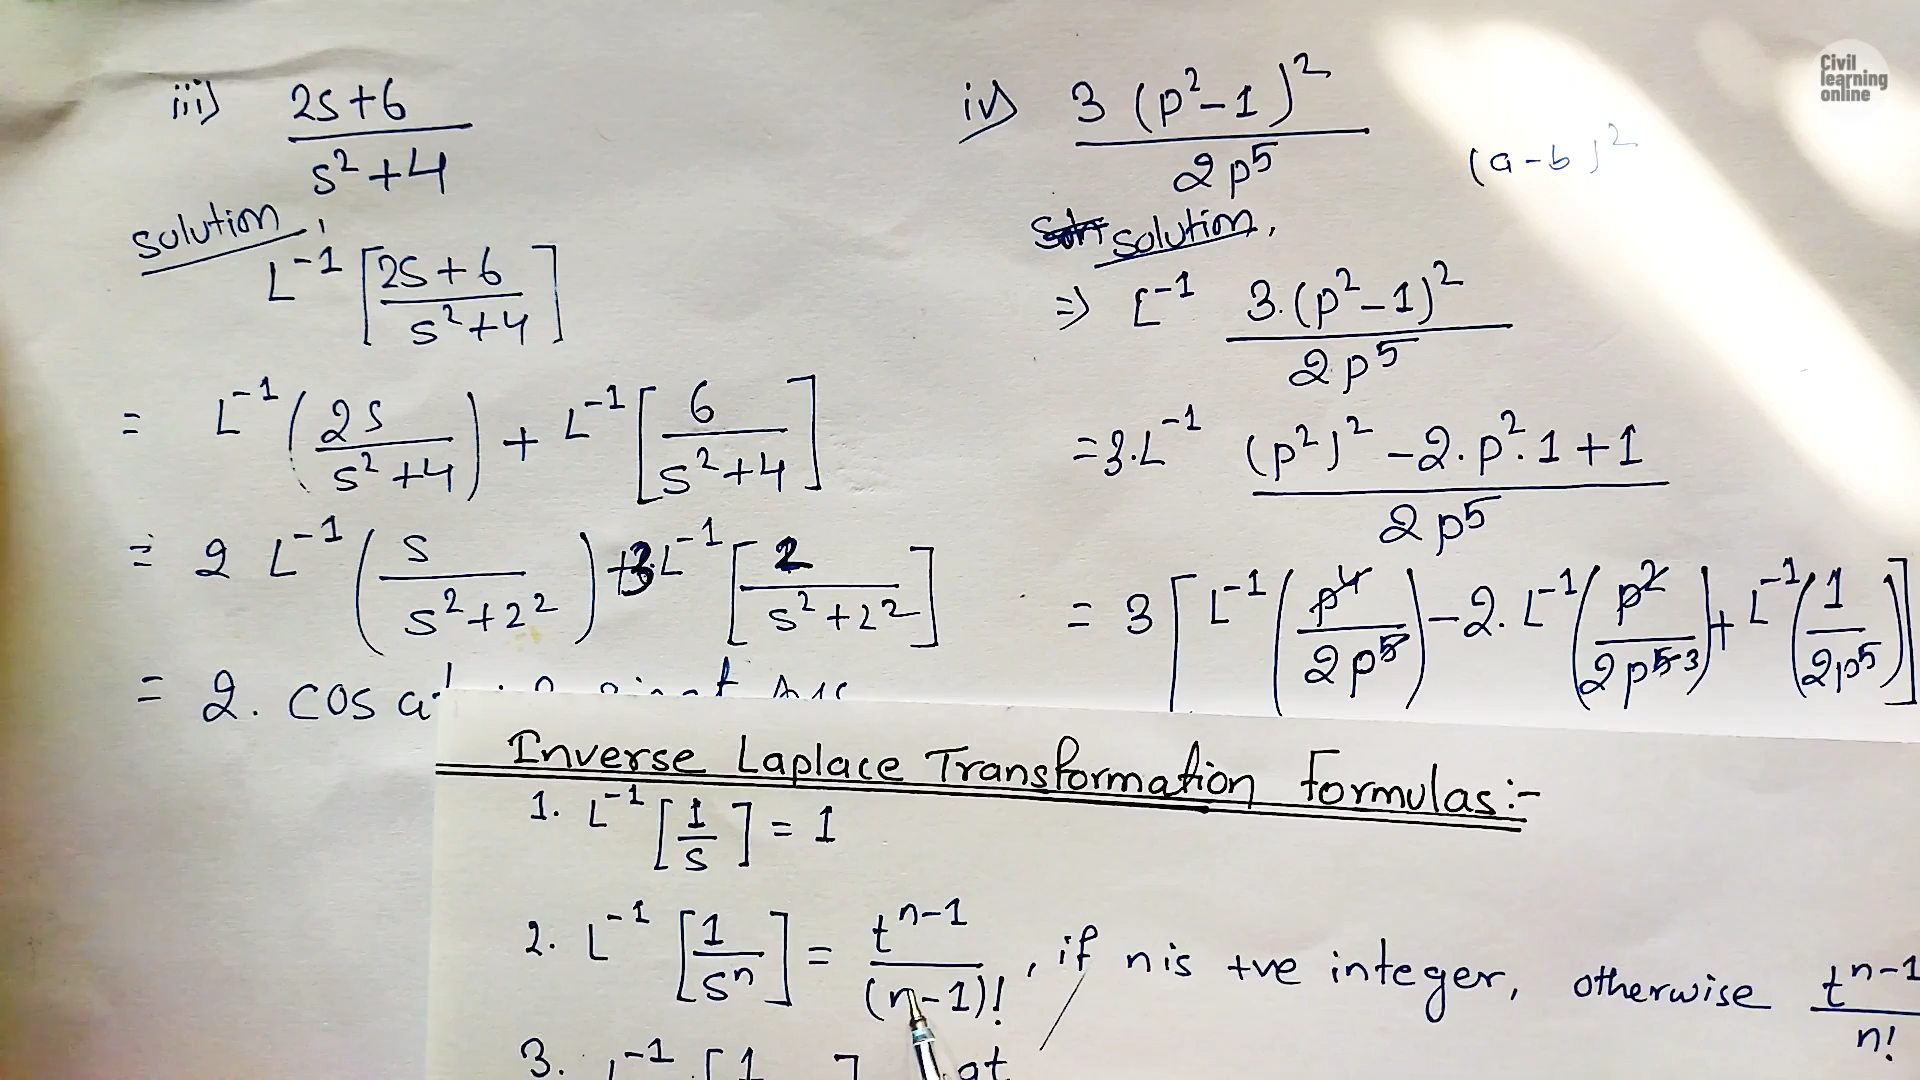 Civil
learning
online
iii) (2s+6)/(s²+4)
solution,
L⁻¹ [(2s+6)/(s²+4)]
= L⁻¹ (2s/(s²+4)) + L⁻¹ [6/(s²+4)]
= 2 L⁻¹ (s/(s²+2²)) + 3L⁻¹ [2/(s²+2²)]
= 2. cos
iv) 3 (p²-1)²/2p⁵
(a-b)²
solution,
=> L⁻¹ 3.(p²-1)²/2p⁵
=3.L⁻¹ ((p²)² -2.p².1+1)/2p⁵
= 3 [L⁻¹ (p⁴/2p⁵) -2. L⁻¹ (p²/2p⁵⁻³) + L⁻¹ (1/2p⁵)]
Inverse Laplace Transformation Formulas:-
1. L⁻¹ [1/s] = 1
2. L⁻¹ [1/sⁿ] = tⁿ⁻¹/(n-1)! , if n is +ve integer, otherwise tⁿ⁻¹/n!
3. L⁻¹ [1